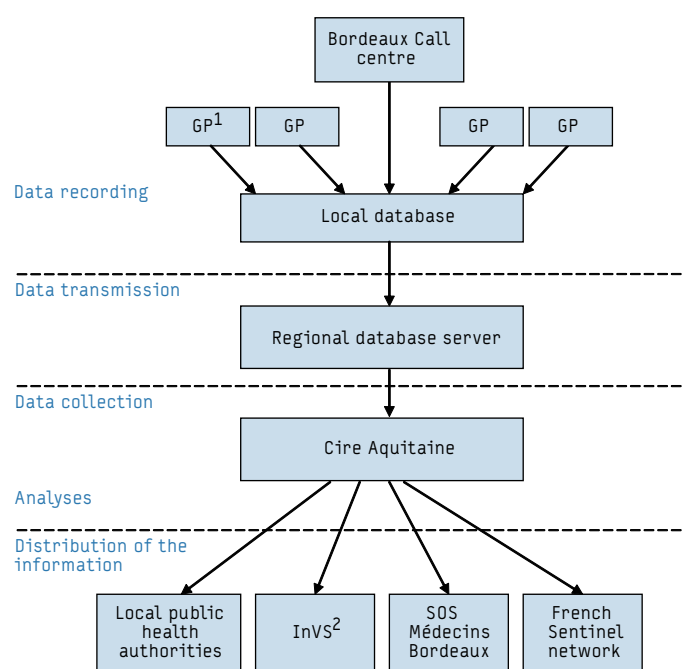 Bordeaux Call
centre
GP1
GP
GP
GP
Data recording
Local database
Data transmission
Regional database server
Data collection
Cire Aquitaine
Analyses
Distribution of the
information
Local public
health
authorities
InVS2
SOS
Médecins
Bordeaux
French
Sentinel
network